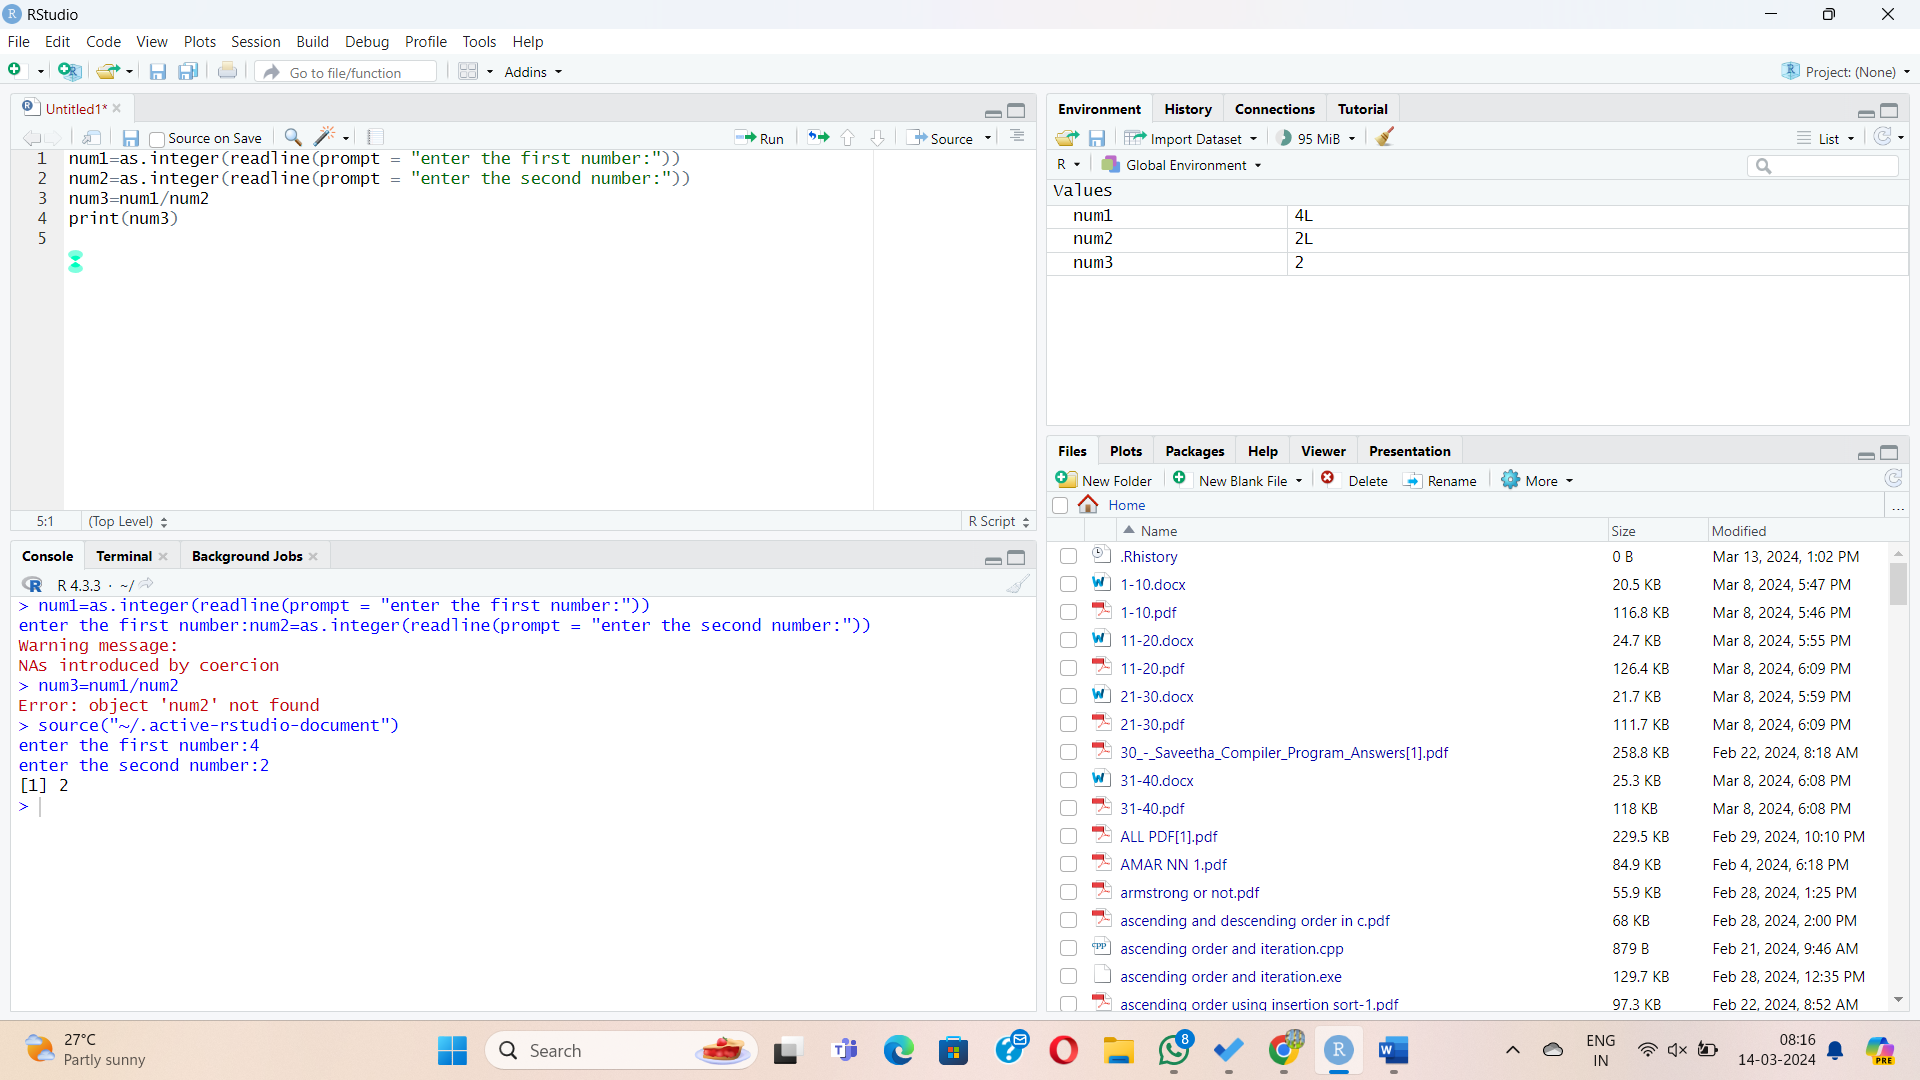 RStudio
File Edit Code View Plots Session Build Debug Profile Tools Help
Go to file/function Addins Project: (None)
Untitled1*
Source on Save Run Source
1 num1=as.integer(readline(prompt = "enter the first number:"))
2 num2=as.integer(readline(prompt = "enter the second number:"))
3 num3=num1/num2
4 print(num3)
5
5:1 (Top Level) R Script
Console Terminal Background Jobs
R 4.3.3 · ~/
> num1=as.integer(readline(prompt = "enter the first number:"))
enter the first number:num2=as.integer(readline(prompt = "enter the second number:"))
Warning message:
NAs introduced by coercion
> num3=num1/num2
Error: object 'num2' not found
> source("~/.active-rstudio-document")
enter the first number:4
enter the second number:2
[1] 2
>
Environment History Connections Tutorial
Import Dataset 95 MiB List
R Global Environment
Values
num1 4L
num2 2L
num3 2
Files Plots Packages Help Viewer Presentation
New Folder New Blank File Delete Rename More
Home ...
Name Size Modified
.Rhistory 0 B Mar 13, 2024, 1:02 PM
1-10.docx 20.5 KB Mar 8, 2024, 5:47 PM
1-10.pdf 116.8 KB Mar 8, 2024, 5:46 PM
11-20.docx 24.7 KB Mar 8, 2024, 5:55 PM
11-20.pdf 126.4 KB Mar 8, 2024, 6:09 PM
21-30.docx 21.7 KB Mar 8, 2024, 5:59 PM
21-30.pdf 111.7 KB Mar 8, 2024, 6:09 PM
30_-_Saveetha_Compiler_Program_Answers[1].pdf 258.8 KB Feb 22, 2024, 8:18 AM
31-40.docx 25.3 KB Mar 8, 2024, 6:08 PM
31-40.pdf 118 KB Mar 8, 2024, 6:08 PM
ALL PDF[1].pdf 229.5 KB Feb 29, 2024, 10:10 PM
AMAR NN 1.pdf 84.9 KB Feb 4, 2024, 6:18 PM
armstrong or not.pdf 55.9 KB Feb 28, 2024, 1:25 PM
ascending and descending order in c.pdf 68 KB Feb 28, 2024, 2:00 PM
ascending order and iteration.cpp 879 B Feb 21, 2024, 9:46 AM
ascending order and iteration.exe 129.7 KB Feb 28, 2024, 12:35 PM
ascending order using insertion sort-1.pdf 97.3 KB Feb 22, 2024, 8:52 AM
27°C
Partly sunny
Search
8
ENG
IN
08:16
14-03-2024
PRE